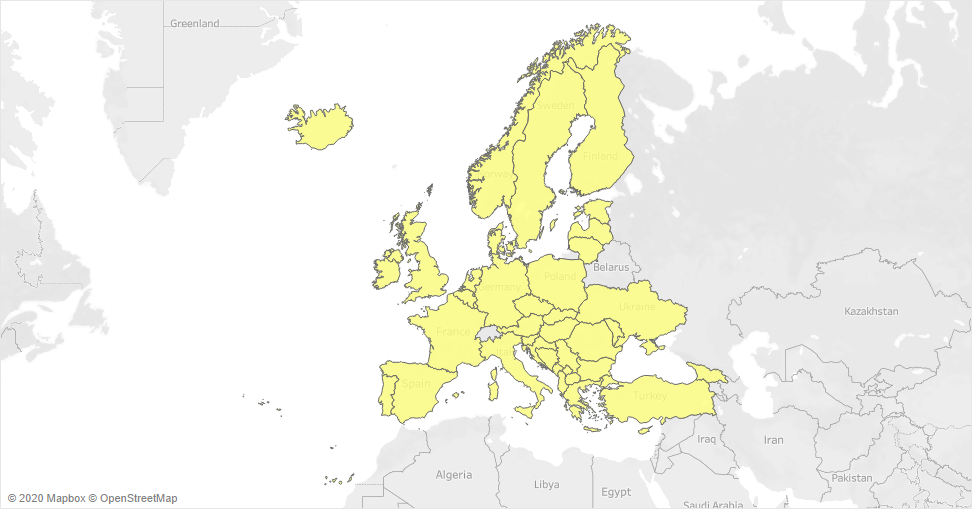 Greenland
Sweden
Finland
Norway
Belarus
Poland
Germany
Ukraine
Kazakhstan
France
Spain
Turkey
Iraq
Iran
Algeria
Libya
Egypt
Pakistan
Saudi Arabia
© 2020 Mapbox © OpenStreetMap